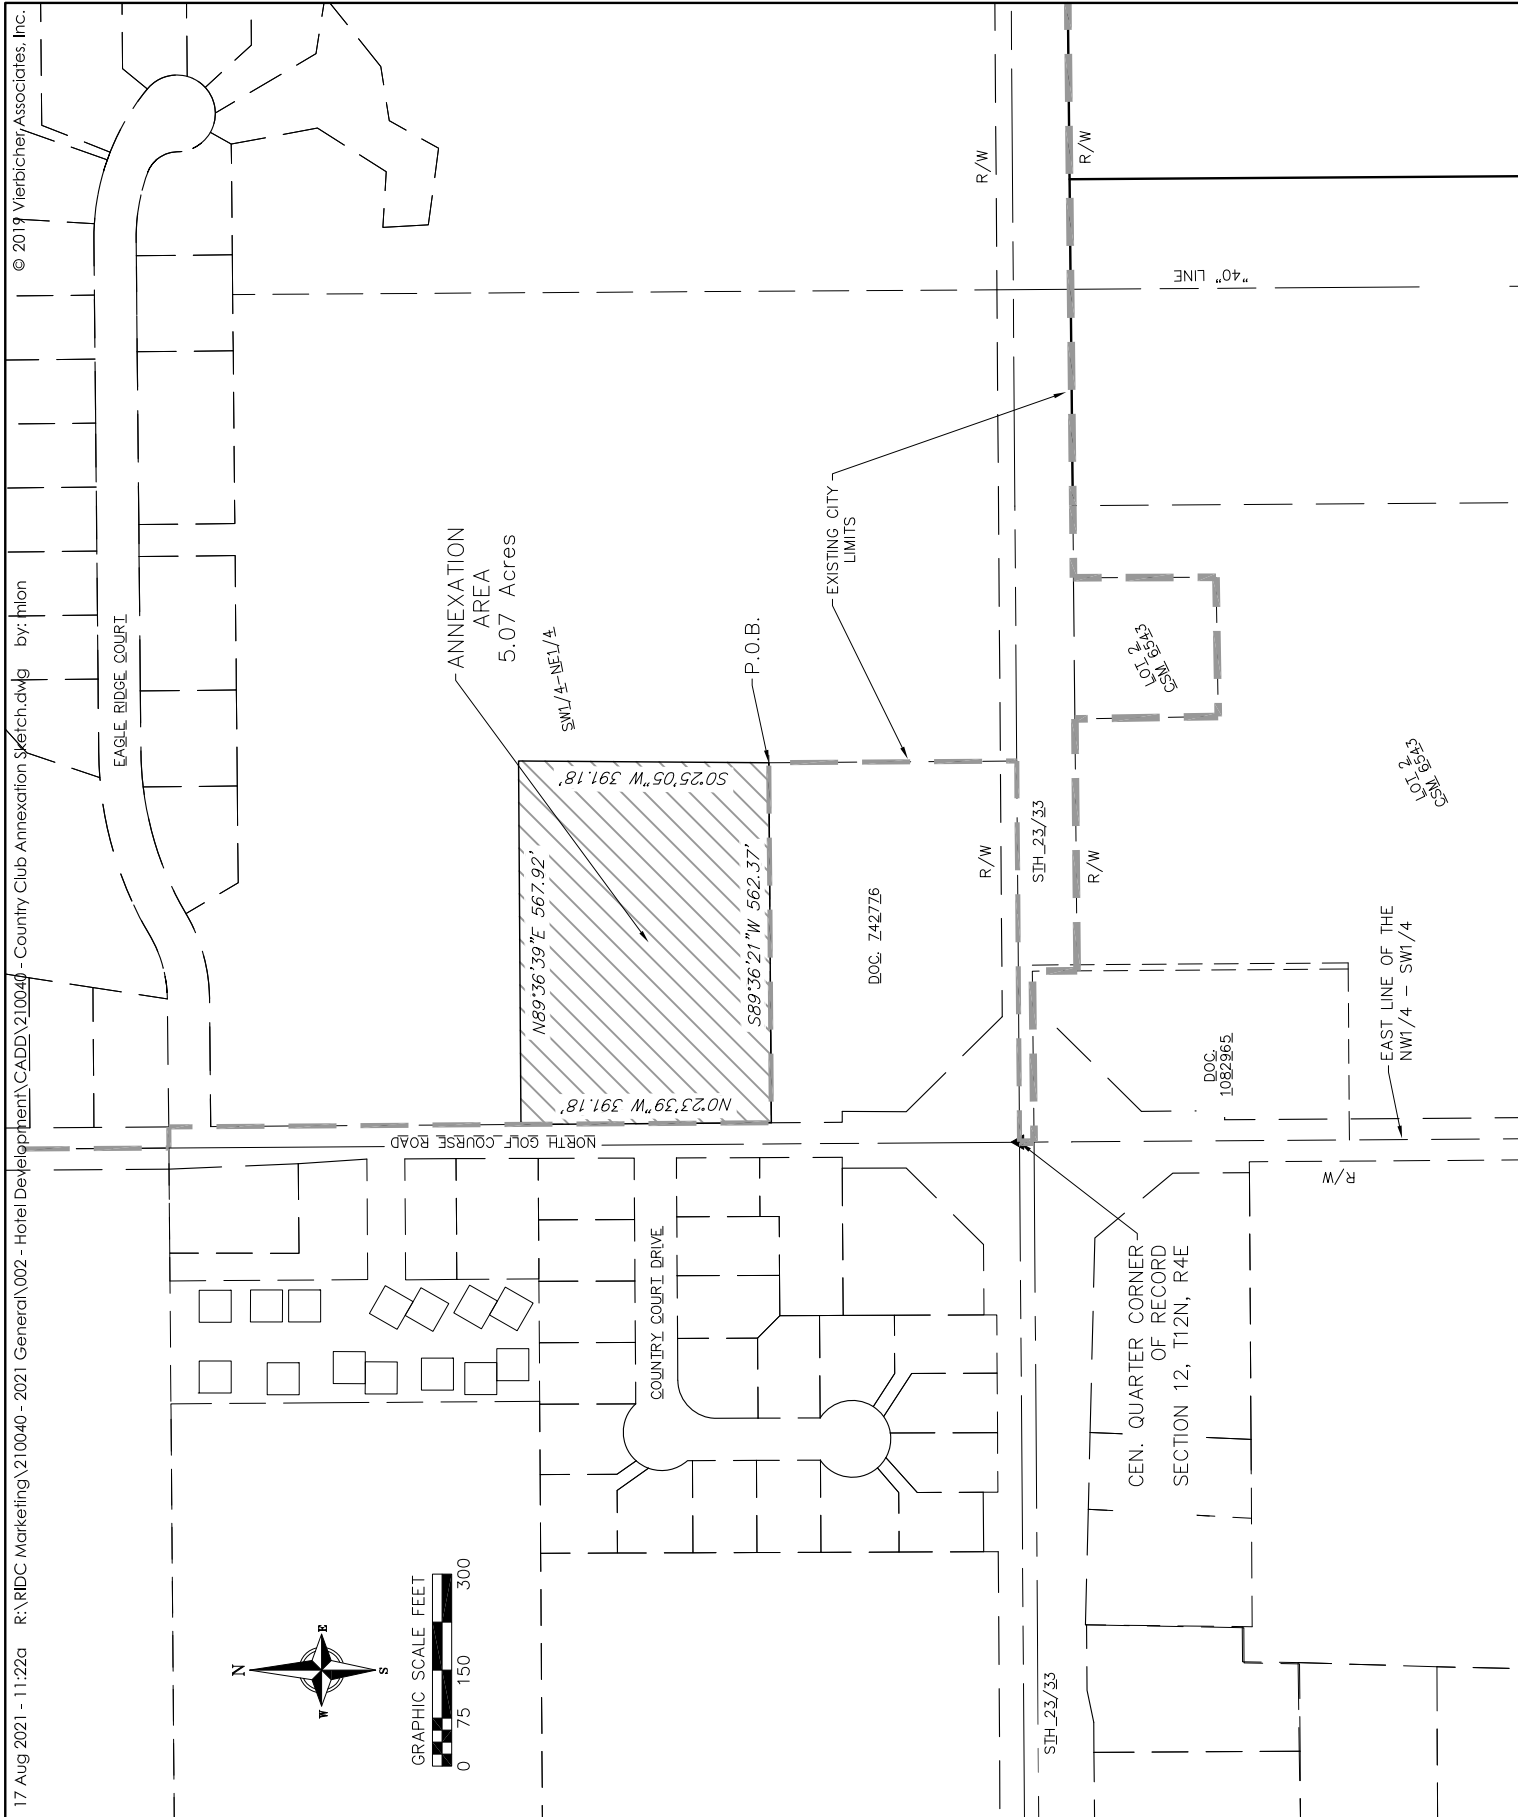 17 Aug 2021 - 11:22a R:\RIDC Marketing\210040 - 2021 General\002 - Hotel Development\CADD\210040 - Country Club Annexation Sketch.dwg by: mlon
© 2019 Vierbicher Associates, Inc.
EAGLE RIDGE COURT
N
W
E
S
GRAPHIC SCALE FEET
0 75 150 300
NORTH GOLF COURSE ROAD
COUNTRY COURT DRIVE
ANNEXATION
AREA
5.07 Acres
SW1/4-NE1/4
N89°36'39"E 567.92'
S0°25'05"W 391.18'
S89°36'21"W 562.37'
N0°23'39"W 391.18'
P.O.B.
DOC. 742776
EXISTING CITY
LIMITS
R/W
R/W
R/W
R/W
STH 23/33
STH 23/33
"40" LINE
LOT 2
CSM 6543
LOT 2
CSM 6543
DOC.
1082965
EAST LINE OF THE
NW1/4 - SW1/4
R/W
CEN. QUARTER CORNER
OF RECORD
SECTION 12, T12N, R4E